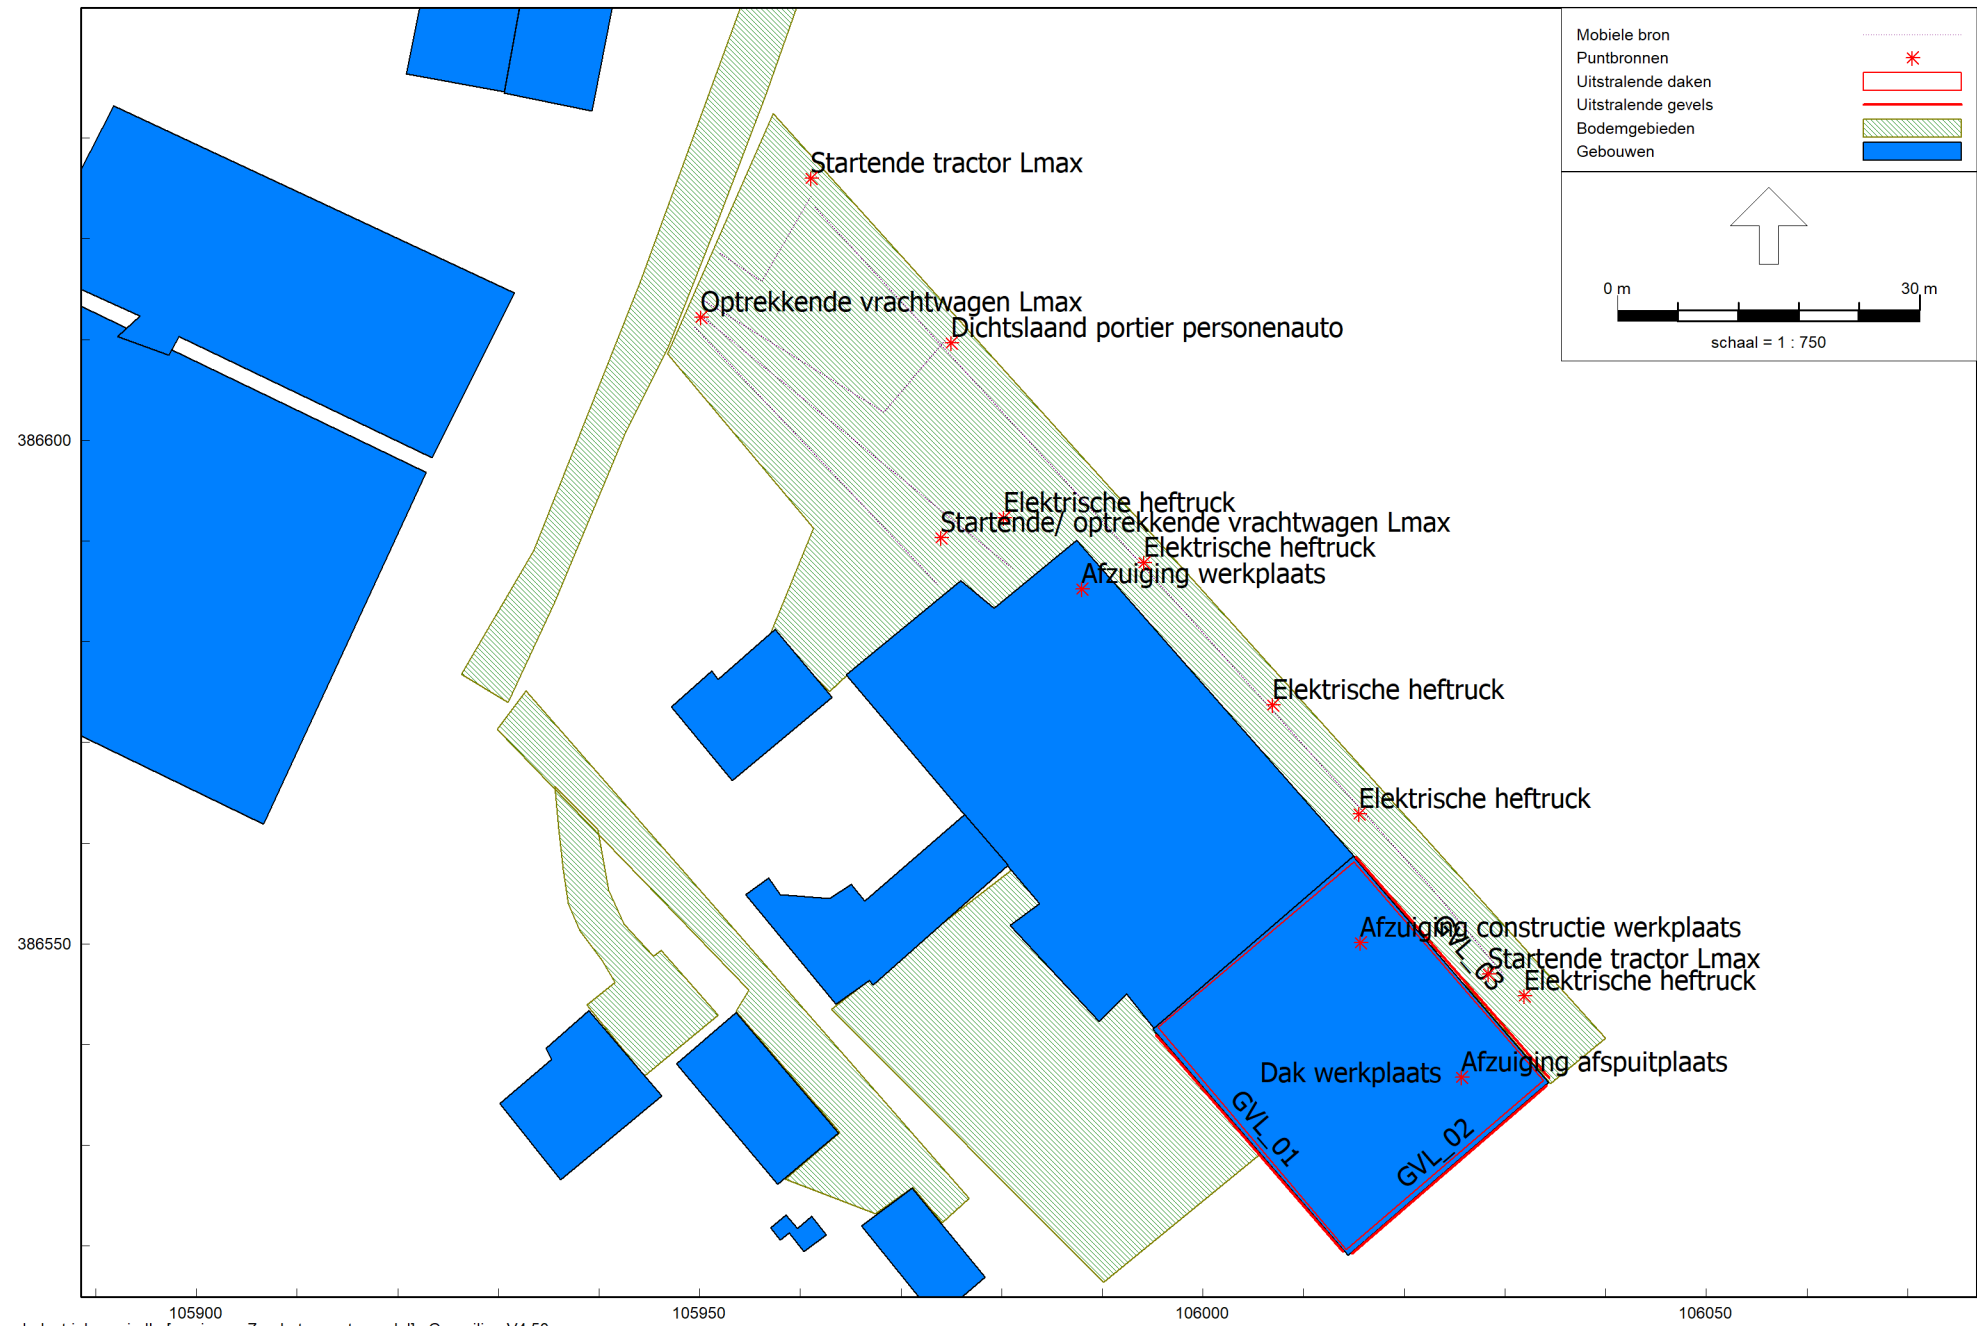 Mobiele bron
Puntbronnen
Uitstralende daken
Uitstralende gevels
Bodemgebieden
Gebouwen
0 m 30 m
schaal = 1 : 750
Startende tractor Lmax
Optrekkende vrachtwagen Lmax
Dichtslaand portier personenauto
386600
Elektrische heftruck
Startende/ optrekkende vrachtwagen Lmax
Elektrische heftruck
Afzuiging werkplaats
Elektrische heftruck
Elektrische heftruck
Afzuiging constructie werkplaats
GVL_03
386550
Startende tractor Lmax
Elektrische heftruck
Afzuiging afspuitplaats
Dak werkplaats
GVL_01
GVL_02
105900 105950 106000 106050